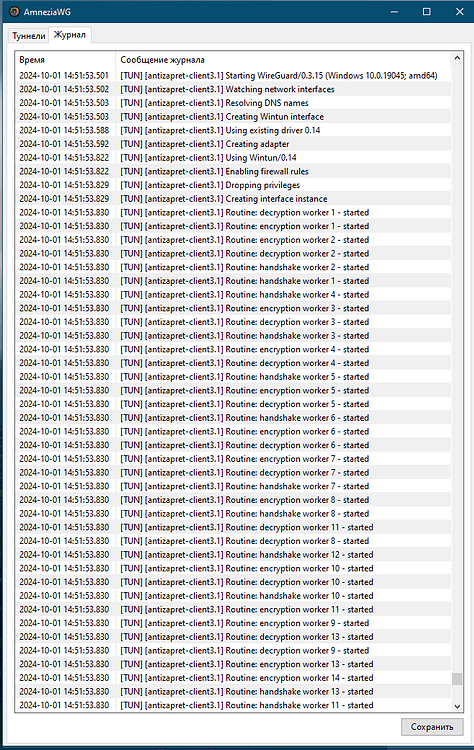 AmneziaWG
Туннели Журнал
Время Сообщение журнала
2024-10-01 14:51:53.501 [TUN] [antizapret-client3.1] Starting WireGuard/0.3.15 (Windows 10.0.19045; amd64)
2024-10-01 14:51:53.502 [TUN] [antizapret-client3.1] Watching network interfaces
2024-10-01 14:51:53.503 [TUN] [antizapret-client3.1] Resolving DNS names
2024-10-01 14:51:53.503 [TUN] [antizapret-client3.1] Creating Wintun interface
2024-10-01 14:51:53.588 [TUN] [antizapret-client3.1] Using existing driver 0.14
2024-10-01 14:51:53.592 [TUN] [antizapret-client3.1] Creating adapter
2024-10-01 14:51:53.822 [TUN] [antizapret-client3.1] Using Wintun/0.14
2024-10-01 14:51:53.822 [TUN] [antizapret-client3.1] Enabling firewall rules
2024-10-01 14:51:53.829 [TUN] [antizapret-client3.1] Dropping privileges
2024-10-01 14:51:53.829 [TUN] [antizapret-client3.1] Creating interface instance
2024-10-01 14:51:53.830 [TUN] [antizapret-client3.1] Routine: decryption worker 1 - started
2024-10-01 14:51:53.830 [TUN] [antizapret-client3.1] Routine: encryption worker 1 - started
2024-10-01 14:51:53.830 [TUN] [antizapret-client3.1] Routine: encryption worker 2 - started
2024-10-01 14:51:53.830 [TUN] [antizapret-client3.1] Routine: decryption worker 2 - started
2024-10-01 14:51:53.830 [TUN] [antizapret-client3.1] Routine: handshake worker 2 - started
2024-10-01 14:51:53.830 [TUN] [antizapret-client3.1] Routine: handshake worker 1 - started
2024-10-01 14:51:53.830 [TUN] [antizapret-client3.1] Routine: handshake worker 4 - started
2024-10-01 14:51:53.830 [TUN] [antizapret-client3.1] Routine: encryption worker 3 - started
2024-10-01 14:51:53.830 [TUN] [antizapret-client3.1] Routine: decryption worker 3 - started
2024-10-01 14:51:53.830 [TUN] [antizapret-client3.1] Routine: handshake worker 3 - started
2024-10-01 14:51:53.830 [TUN] [antizapret-client3.1] Routine: encryption worker 4 - started
2024-10-01 14:51:53.830 [TUN] [antizapret-client3.1] Routine: decryption worker 4 - started
2024-10-01 14:51:53.830 [TUN] [antizapret-client3.1] Routine: handshake worker 5 - started
2024-10-01 14:51:53.830 [TUN] [antizapret-client3.1] Routine: encryption worker 5 - started
2024-10-01 14:51:53.830 [TUN] [antizapret-client3.1] Routine: decryption worker 5 - started
2024-10-01 14:51:53.830 [TUN] [antizapret-client3.1] Routine: handshake worker 6 - started
2024-10-01 14:51:53.830 [TUN] [antizapret-client3.1] Routine: encryption worker 6 - started
2024-10-01 14:51:53.830 [TUN] [antizapret-client3.1] Routine: decryption worker 6 - started
2024-10-01 14:51:53.830 [TUN] [antizapret-client3.1] Routine: encryption worker 7 - started
2024-10-01 14:51:53.830 [TUN] [antizapret-client3.1] Routine: decryption worker 7 - started
2024-10-01 14:51:53.830 [TUN] [antizapret-client3.1] Routine: handshake worker 7 - started
2024-10-01 14:51:53.830 [TUN] [antizapret-client3.1] Routine: encryption worker 8 - started
2024-10-01 14:51:53.830 [TUN] [antizapret-client3.1] Routine: handshake worker 8 - started
2024-10-01 14:51:53.830 [TUN] [antizapret-client3.1] Routine: decryption worker 11 - started
2024-10-01 14:51:53.830 [TUN] [antizapret-client3.1] Routine: decryption worker 8 - started
2024-10-01 14:51:53.830 [TUN] [antizapret-client3.1] Routine: handshake worker 12 - started
2024-10-01 14:51:53.830 [TUN] [antizapret-client3.1] Routine: encryption worker 10 - started
2024-10-01 14:51:53.830 [TUN] [antizapret-client3.1] Routine: decryption worker 10 - started
2024-10-01 14:51:53.830 [TUN] [antizapret-client3.1] Routine: handshake worker 10 - started
2024-10-01 14:51:53.830 [TUN] [antizapret-client3.1] Routine: encryption worker 11 - started
2024-10-01 14:51:53.830 [TUN] [antizapret-client3.1] Routine: encryption worker 9 - started
2024-10-01 14:51:53.830 [TUN] [antizapret-client3.1] Routine: decryption worker 13 - started
2024-10-01 14:51:53.830 [TUN] [antizapret-client3.1] Routine: decryption worker 9 - started
2024-10-01 14:51:53.830 [TUN] [antizapret-client3.1] Routine: encryption worker 13 - started
2024-10-01 14:51:53.830 [TUN] [antizapret-client3.1] Routine: encryption worker 14 - started
2024-10-01 14:51:53.830 [TUN] [antizapret-client3.1] Routine: handshake worker 13 - started
2024-10-01 14:51:53.830 [TUN] [antizapret-client3.1] Routine: handshake worker 11 - started
Сохранить